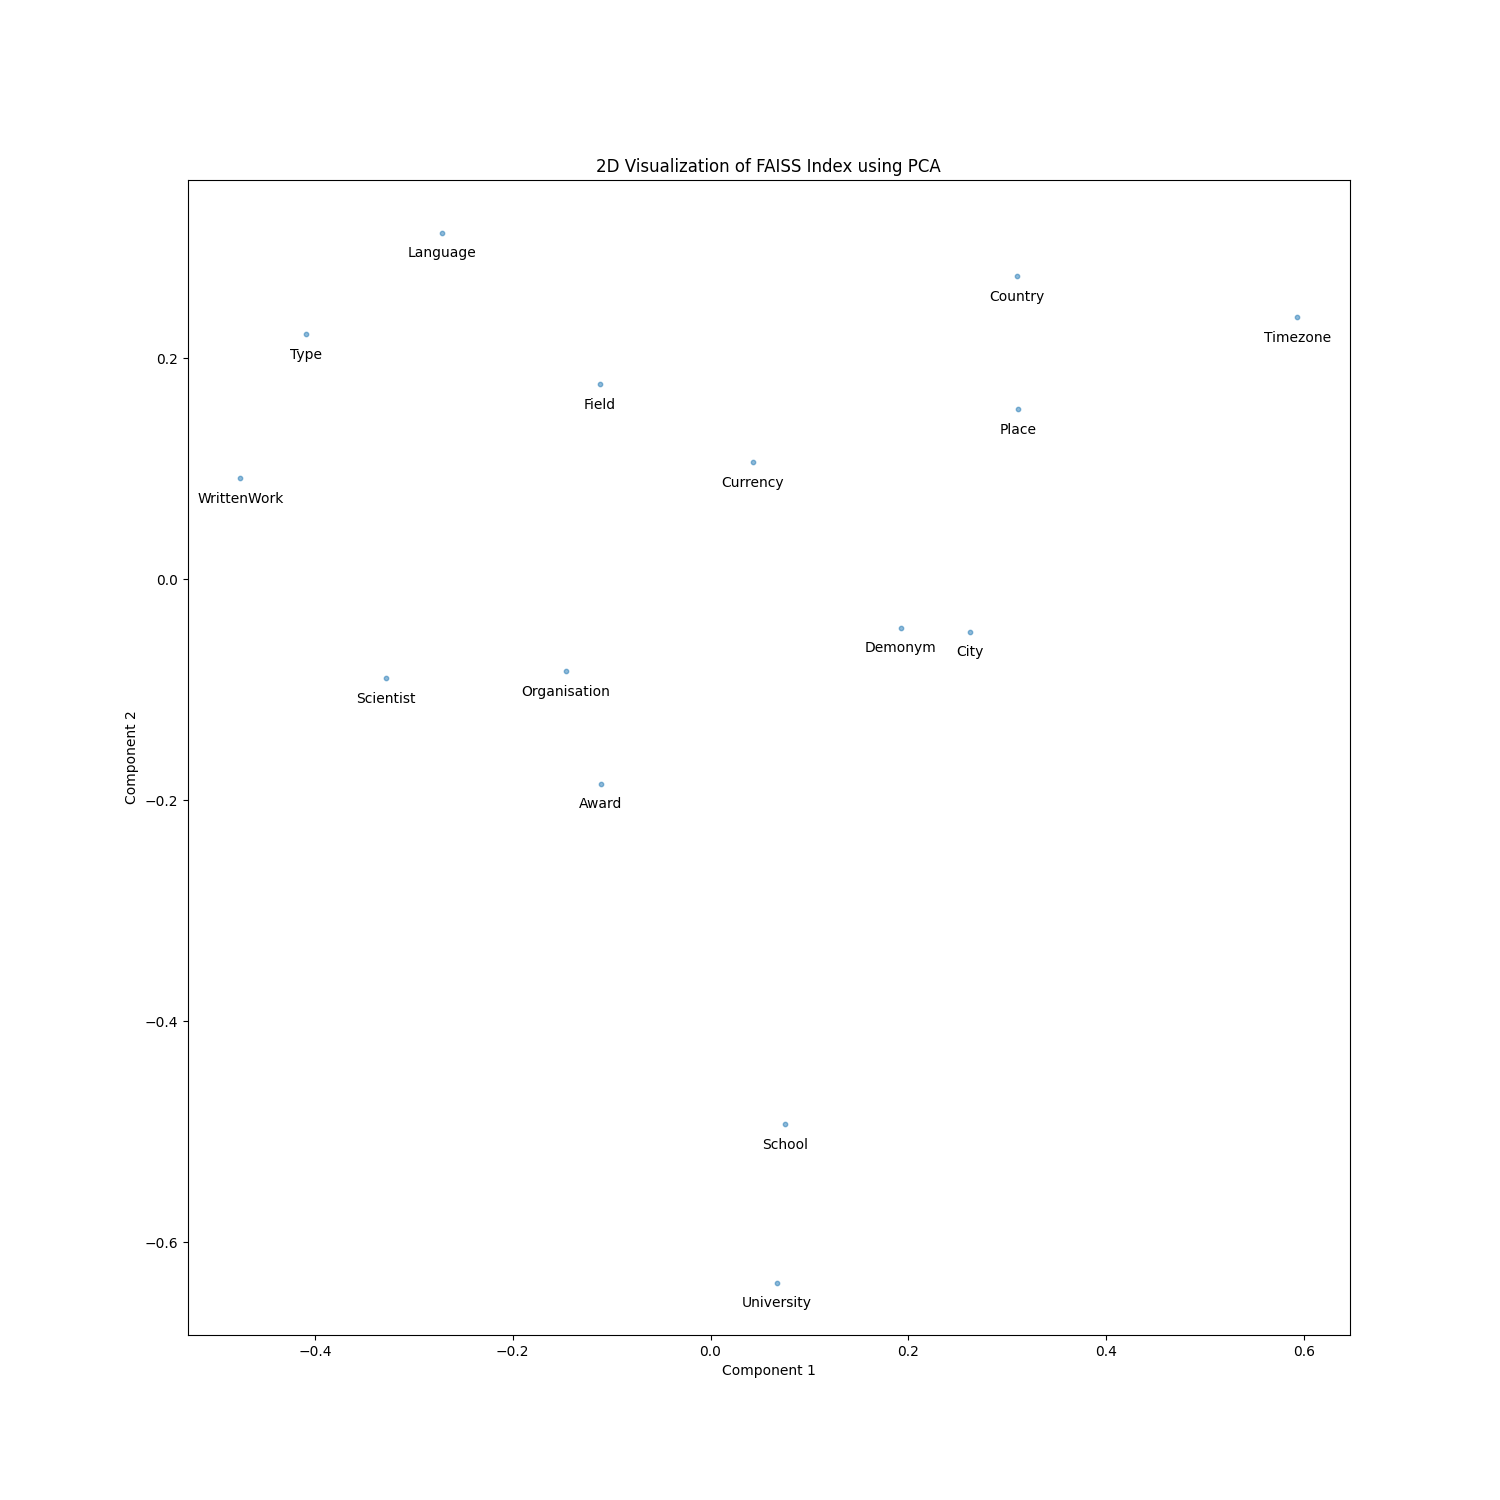 2D Visualization of FAISS Index using PCA
Language
Country
Timezone
Type
Field
Place
Currency
WrittenWork
Demonym
City
Scientist
Organisation
Award
School
University
0.2
0.0
−0.2
−0.4
−0.6
Component 2
−0.4
−0.2
0.0
0.2
0.4
0.6
Component 1